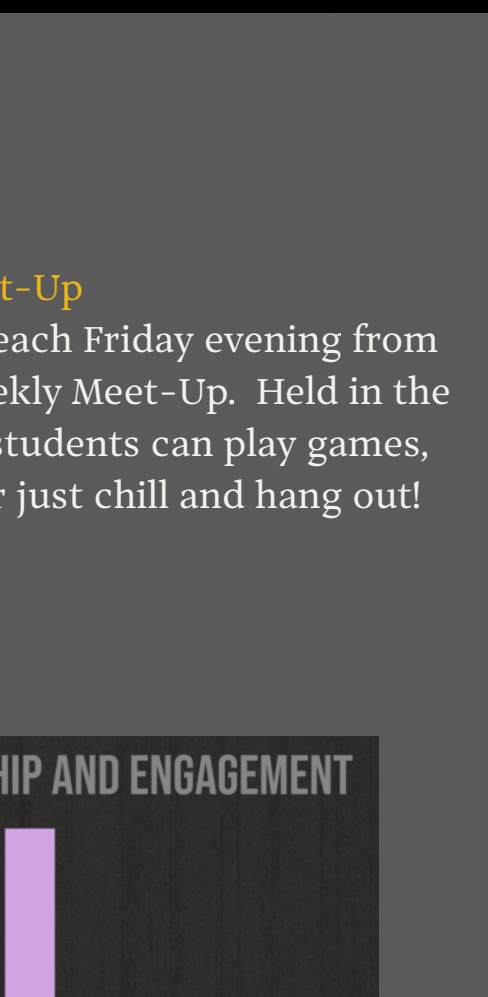 t-Up
each Friday evening from
ekly Meet-Up.  Held in the
students can play games,
r just chill and hang out!
HIP AND ENGAGEMENT